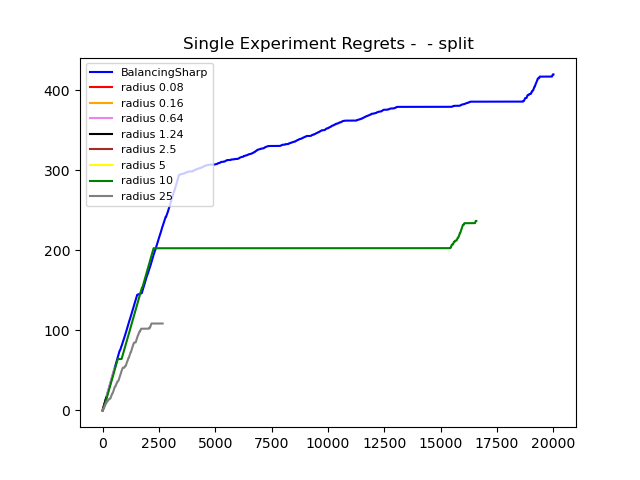 Single Experiment Regrets -  - split
BalancingSharp
radius 0.08
radius 0.16
radius 0.64
radius 1.24
radius 2.5
radius 5
radius 10
radius 25
400
300
200
100
0
0 2500 5000 7500 10000 12500 15000 17500 20000